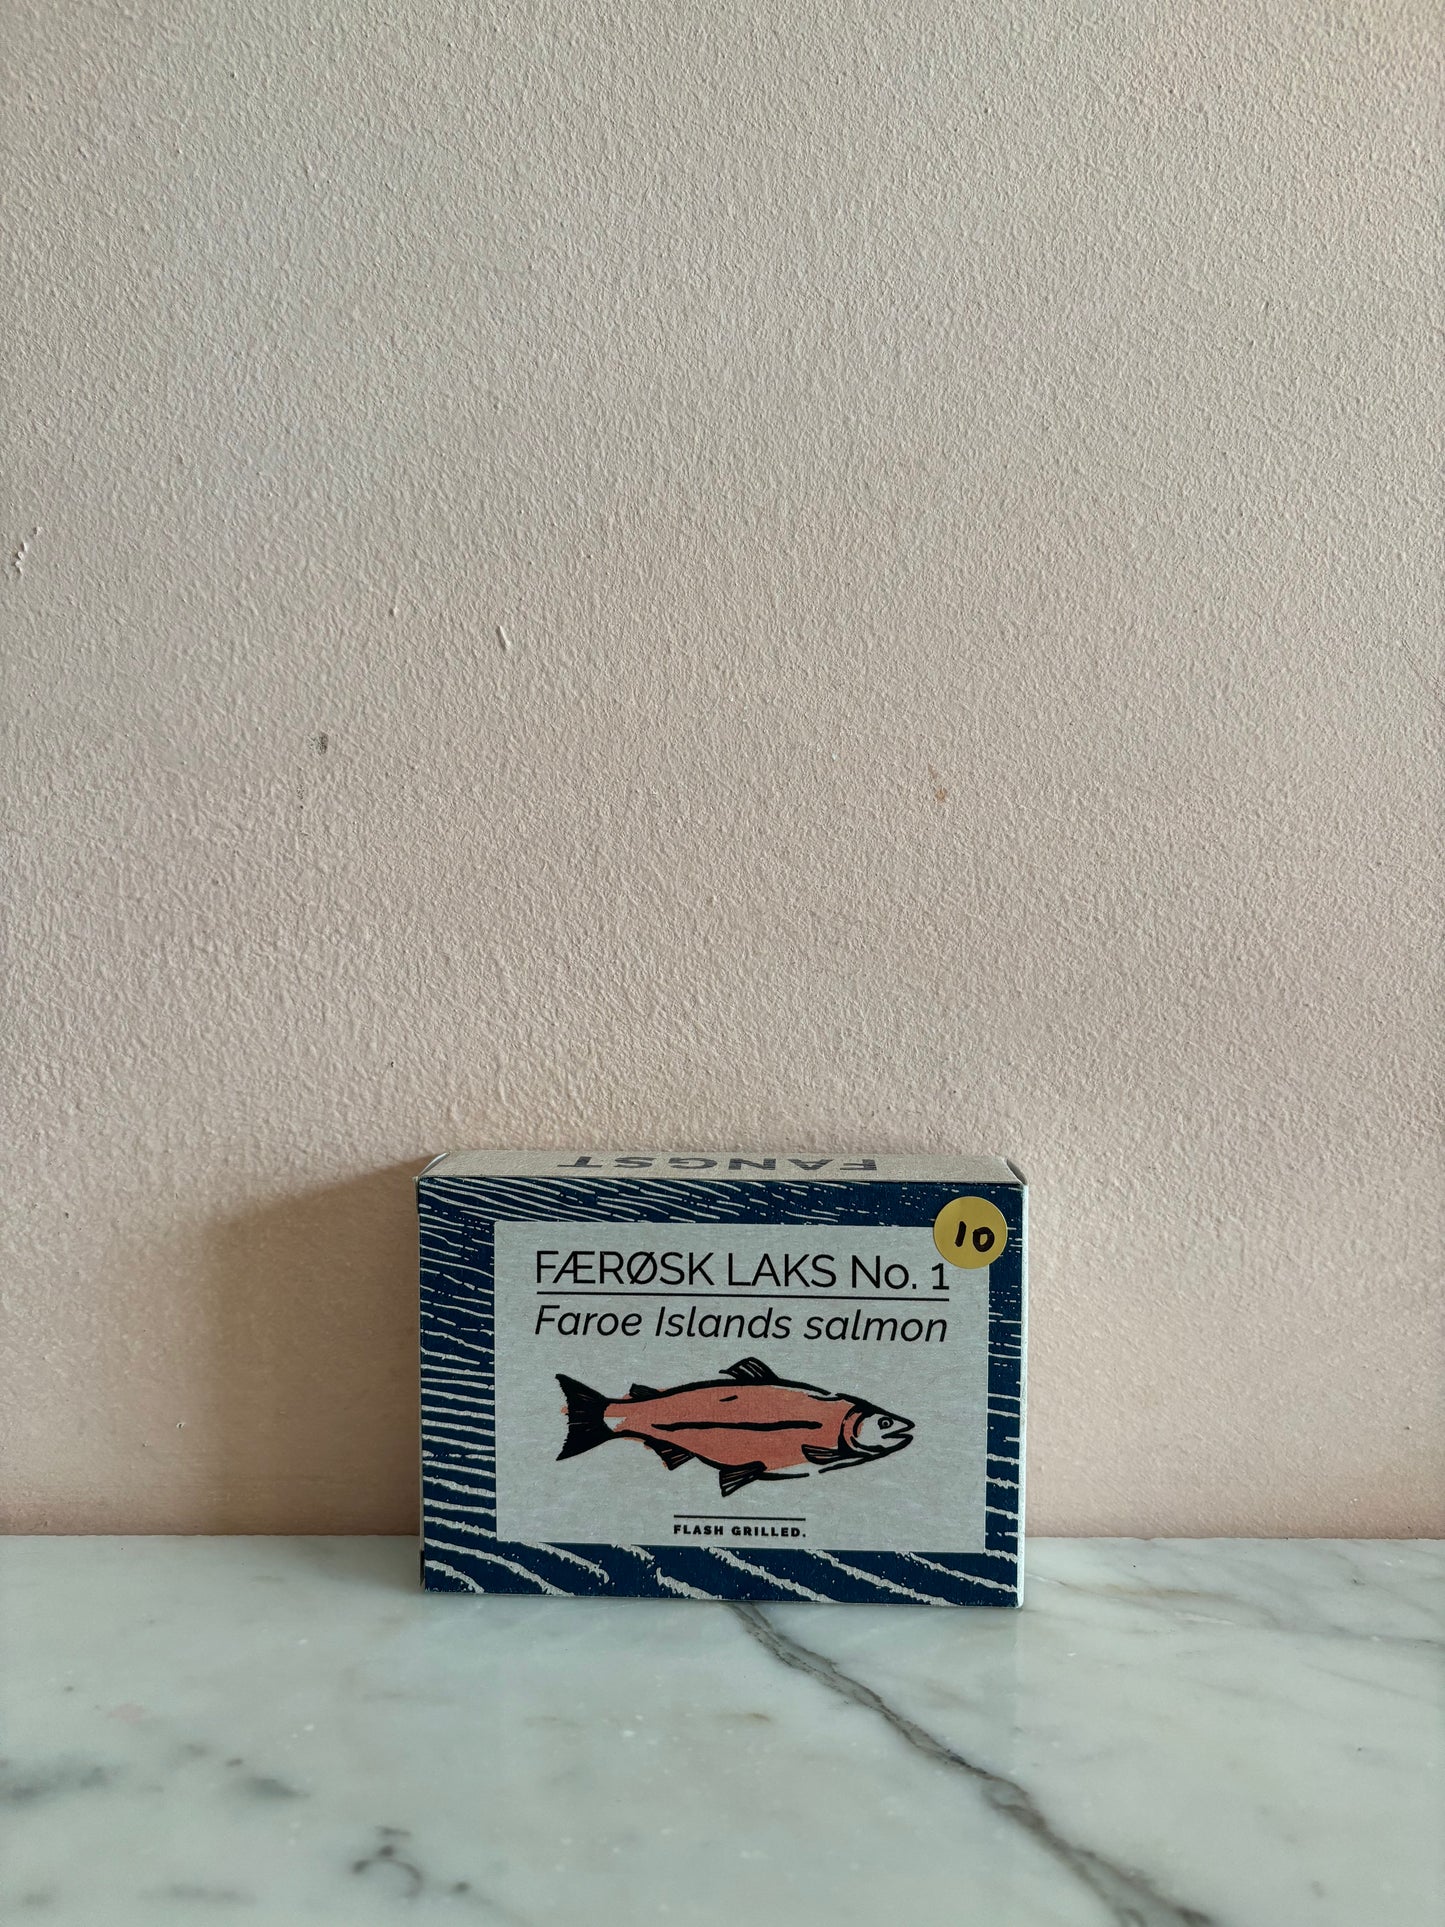 FANGST
10
FÆRØSK LAKS No. 1
Faroe Islands salmon
FLASH GRILLED.